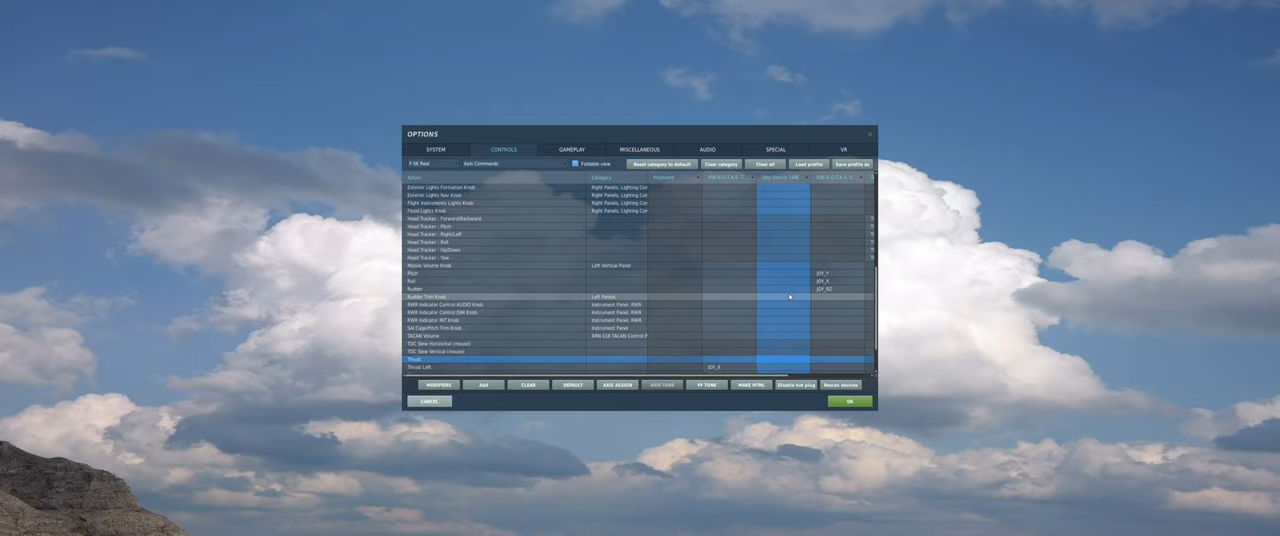 OPTIONS
SYSTEM CONTROLS GAMEPLAY MISCELLANEOUS AUDIO SPECIAL VR
F-5E Real Axis Commands Foldable view Reset category to default Clear category Clear all Load profile Save profile as
Action Category Keyboard
Exterior Lights Formation Knob Right Panels, Lighting Con
Exterior Lights Nav Knob Right Panels, Lighting Con
Flight Instruments Lights Knob Right Panels, Lighting Con
Flood Lights Knob Right Panels, Lighting Con
Head Tracker : Forward/Backward
Head Tracker : Pitch
Head Tracker : Right/Left
Head Tracker : Roll
Head Tracker : Up/Down
Head Tracker : Yaw
Missile Volume Knob Left Vertical Panel
Pitch JOY_Y
Roll JOY_X
Rudder JOY_RZ
Rudder Trim Knob Left Panels
RWR Indicator Control AUDIO Knob Instrument Panel, RWR
RWR Indicator Control DIM Knob Instrument Panel, RWR
RWR Indicator INT Knob Instrument Panel, RWR
SAI Cage/Pitch Trim Knob Instrument Panel
TACAN Volume ARN-118 TACAN Control P
TDC Slew Horizontal (mouse)
TDC Slew Vertical (mouse)
Thrust
Thrust Left JOY_X
MODIFIERS Add CLEAR DEFAULT AXIS ASSIGN AXIS TUNE FF TUNE MAKE HTML Disable hot plug Rescan devices
CANCEL OK